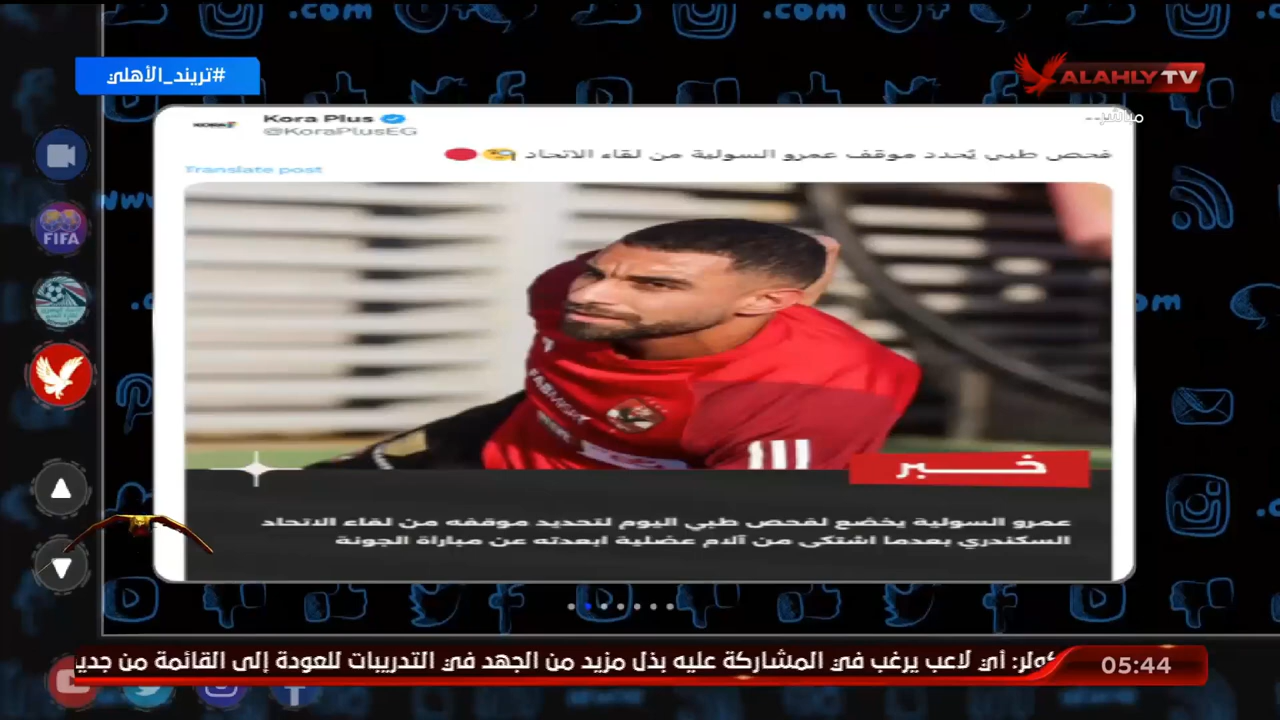 #تريند_الأهلي
ALAHLY TV
مباشر--
Kora Plus
@KoraPlusEG
فحص طبي يُحدد موقف عمرو السولية من لقاء الاتحاد
Translate post
FIFA
خبر
عمرو السولية يخضع لفحص طبي اليوم لتحديد موقفه من لقاء الاتحاد
السكندري بعدما اشتكى من آلام عضلية ابعدته عن مباراة الجونة
كولر: أي لاعب يرغب في المشاركة عليه بذل مزيد من الجهد في التدريبات للعودة إلى القائمة من جديد
05:44